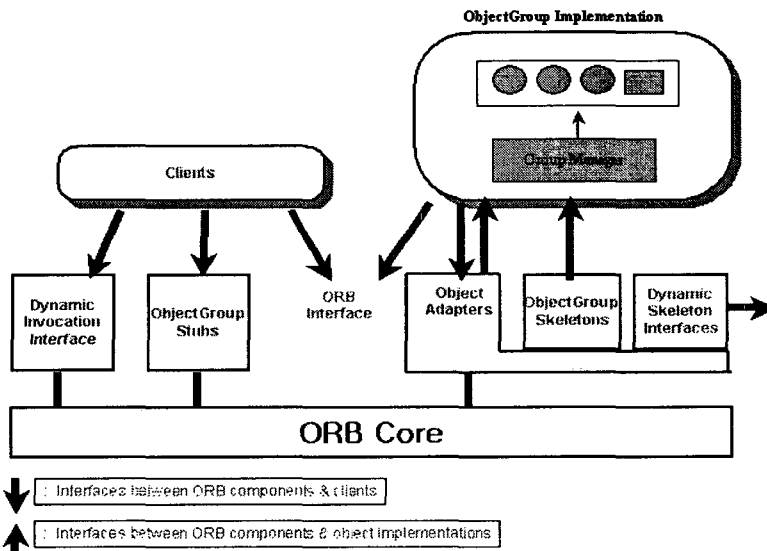 ObjectGroup Implementation
Group Manager
Clients
Dynamic
Invocation
Interface
ObjectGroup
Stubs
ORB
Interface
Object
Adapters
ObjectGroup
Skeletons
Dynamic
Skeleton
Interfaces
ORB Core
: Interfaces between ORB components & clients
: Interfaces between ORB components & object implementations